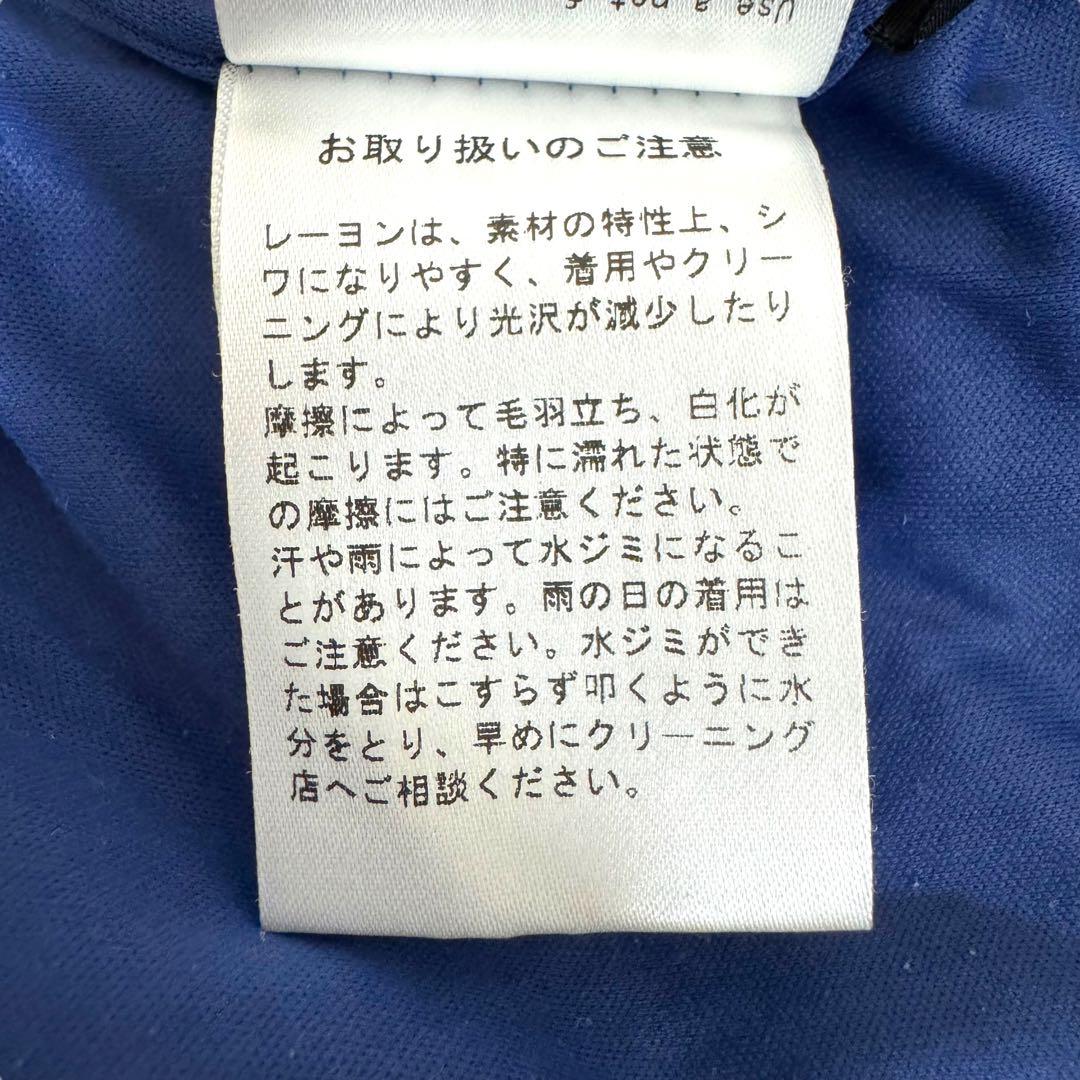 Use a
お取り扱いのご注意
レーヨンは、素材の特性上、シ
ワになりやすく、着用やクリー
ニングにより光沢が減少したり
します。
摩擦によって毛羽立ち、白化が
起こります。特に濡れた状態で
の摩擦にはご注意ください。
汗や雨によって水ジミになるこ
とがあります。雨の日の着用は
ご注意ください。水ジミができ
た場合はこすらず叩くように水
分をとり、早めにクリーニング
店へご相談ください。